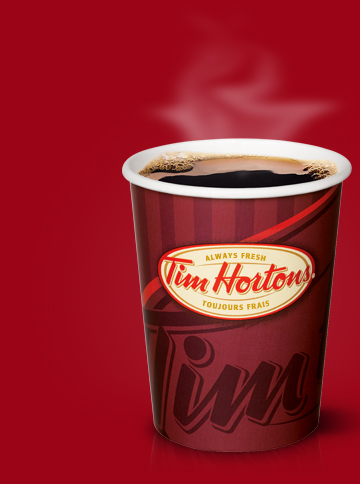 ALWAYS FRESH
Tim Hortons.
TOUJOURS FRAIS
Tim